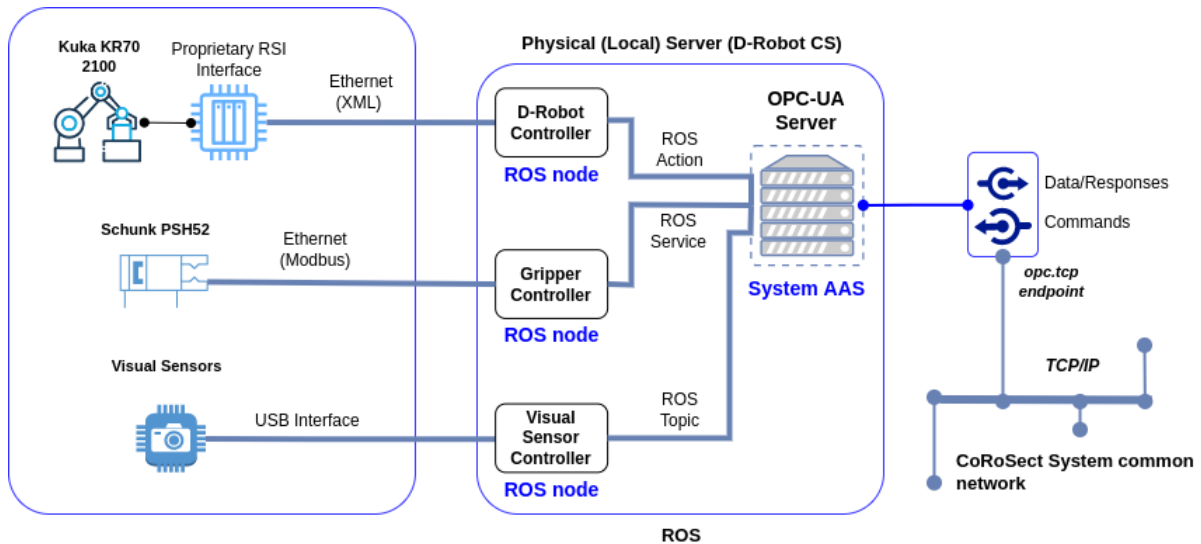 Kuka KR70
2100
Proprietary RSI
Interface
Ethernet
(XML)
Physical (Local) Server (D-Robot CS)
D-Robot
Controller
ROS node
ROS
Action
OPC-UA
Server
Data/Responses
Commands
Schunk PSH52
Ethernet
(Modbus)
Gripper
Controller
ROS node
ROS
Service
System AAS
opc.tcp
endpoint
Visual Sensors
USB Interface
Visual
Sensor
Controller
ROS node
ROS
Topic
TCP/IP
CoRoSect System common
network
ROS